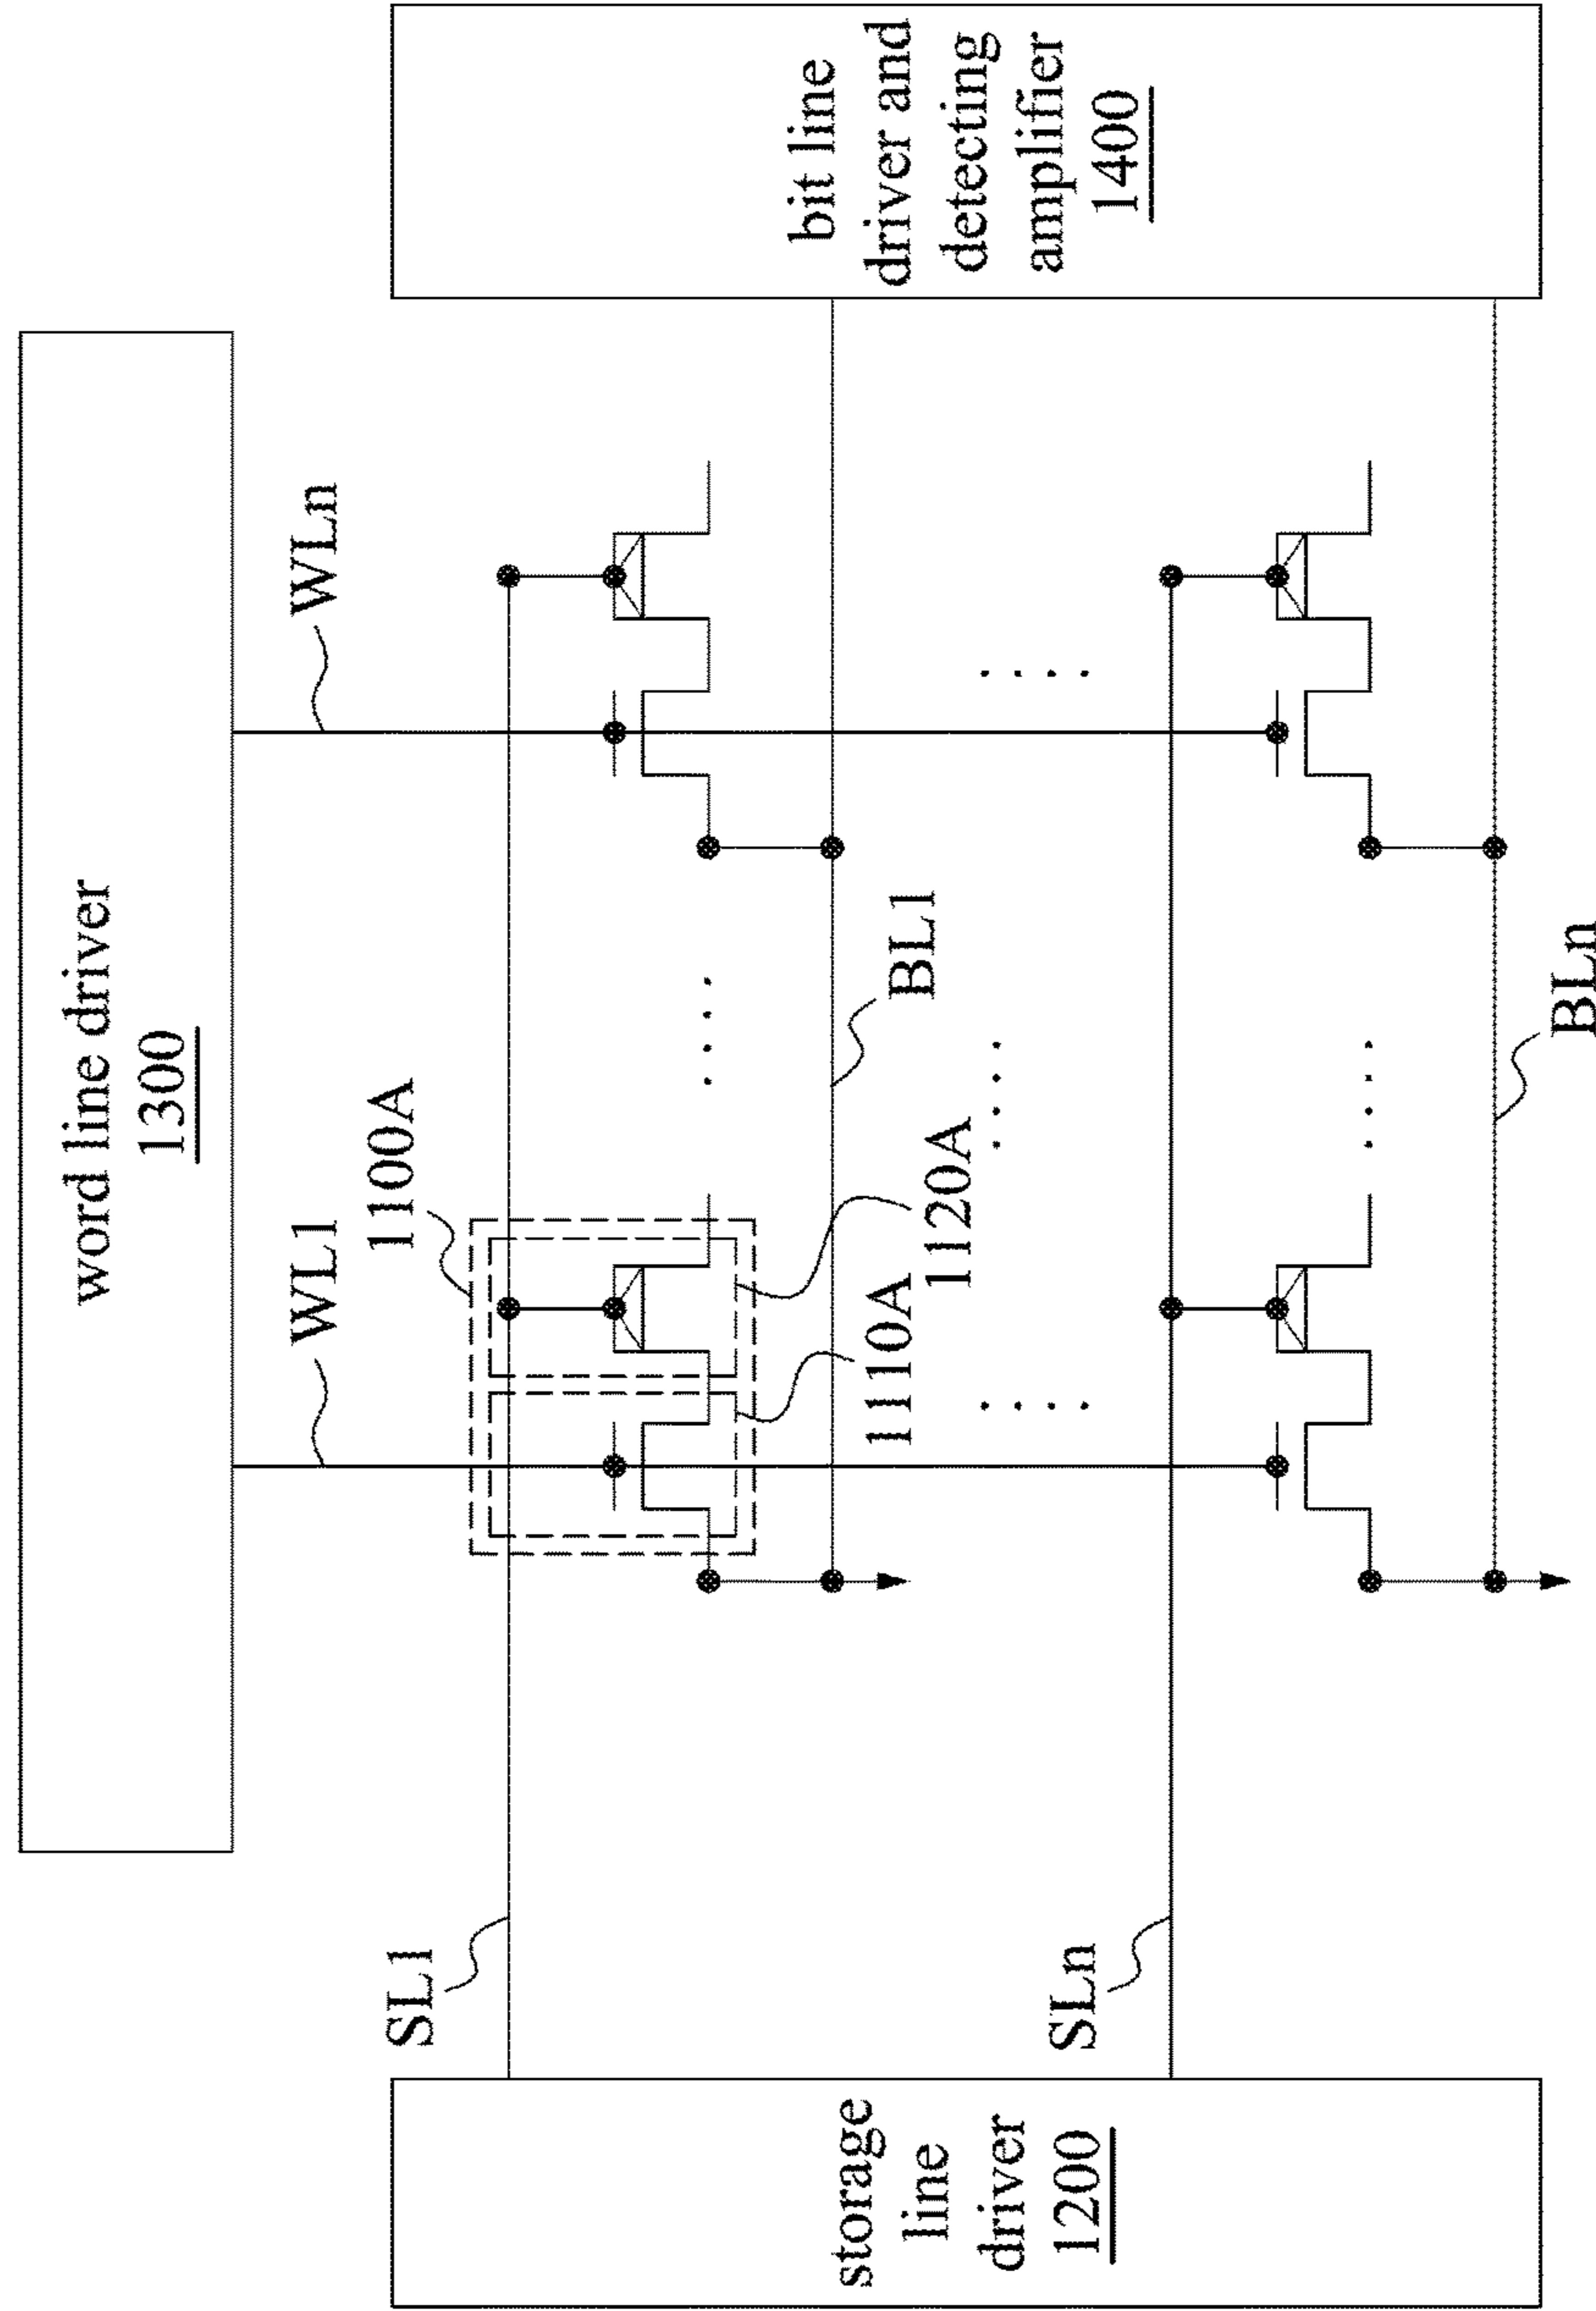 word line driver
1300
WL1
WLn
1100A
SL1
BL1
1110A
1120A
SLn
BLn
storage
line
driver
1200
bit line
driver and
detecting
amplifier
1400